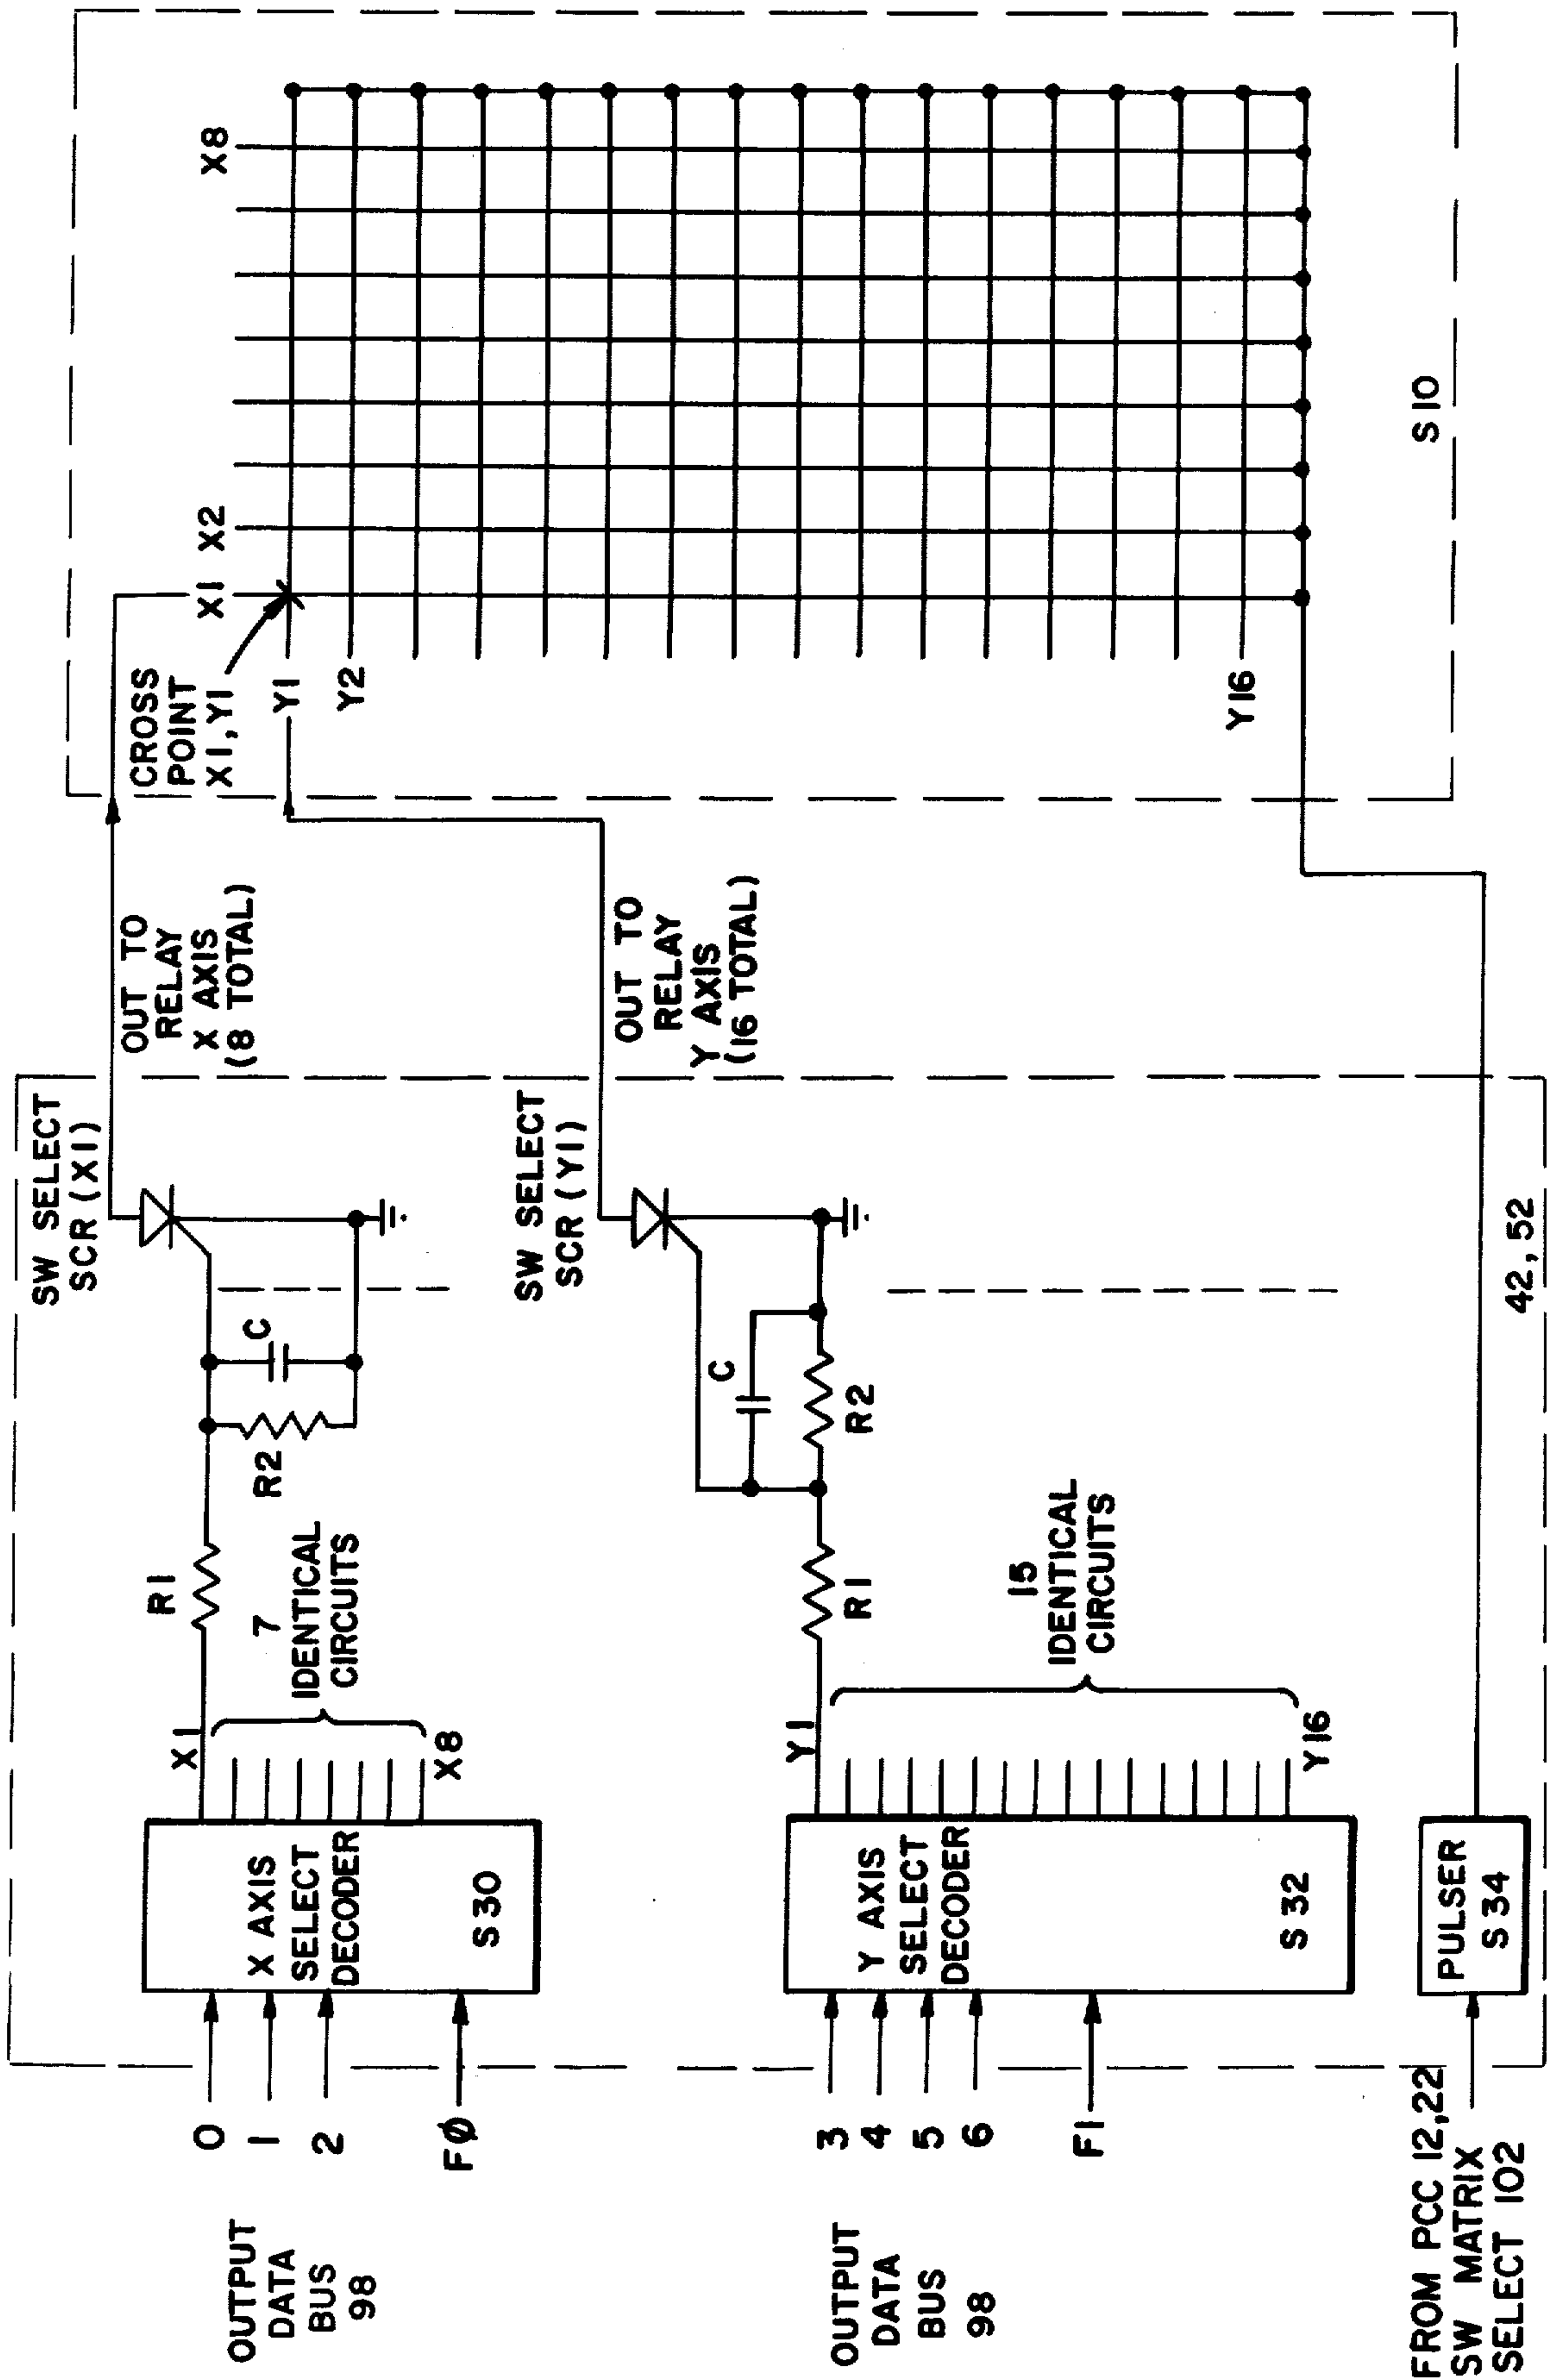 OUTPUT
DATA
BUS
98
0
1
2
FØ
X AXIS
SELECT
DECODER
S30
X1
X8
7
IDENTICAL
CIRCUITS
R1
R2
C
SW SELECT
SCR (X1)
OUT TO
RELAY
X AXIS
(8 TOTAL)
OUTPUT
DATA
BUS
98
3
4
5
6
F1
Y AXIS
SELECT
DECODER
S32
Y1
Y16
15
IDENTICAL
CIRCUITS
R1
R2
C
SW SELECT
SCR (Y1)
OUT TO
RELAY
Y AXIS
(16 TOTAL)
FROM PCC 12,22
SW MATRIX
SELECT 102
PULSER
S34
42,52
CROSS
POINT
X1,Y1
X1
X2
X8
Y1
Y2
Y16
S10